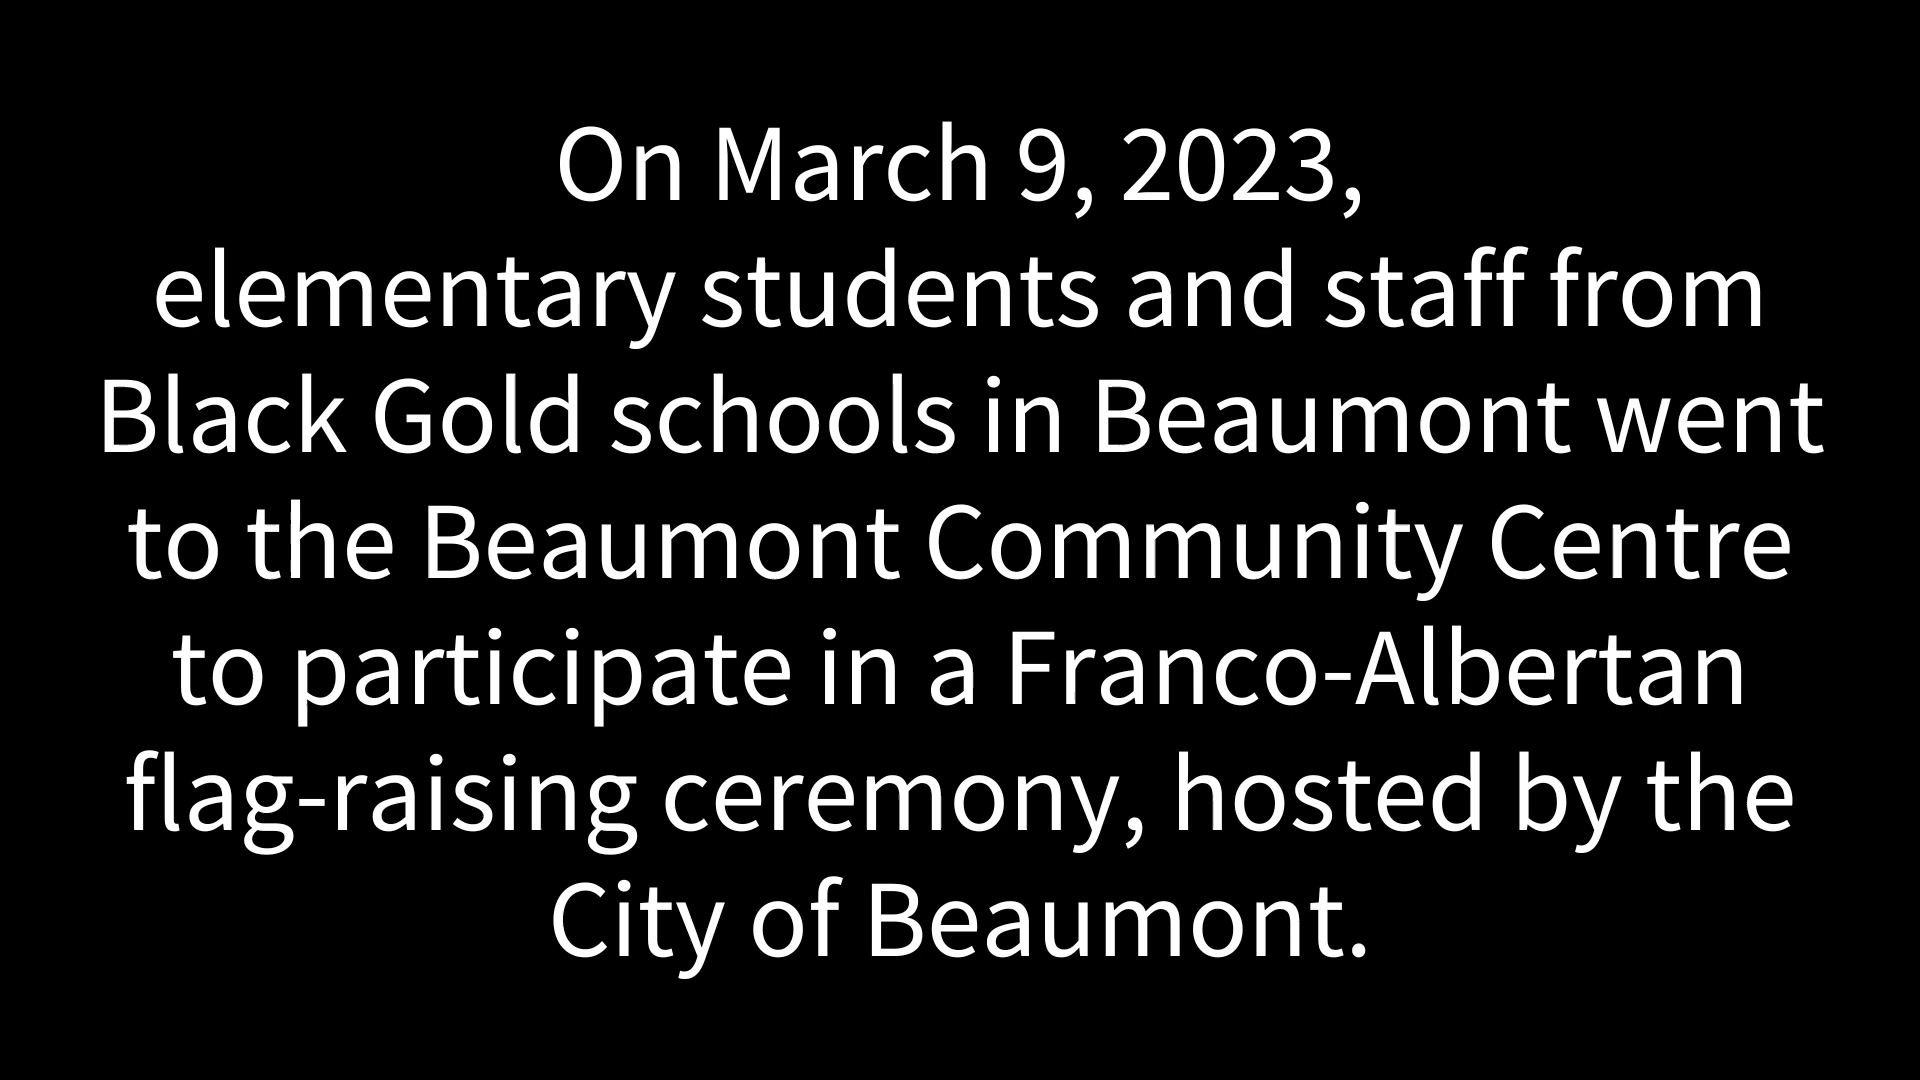 On March 9, 2023,
elementary students and staff from
Black Gold schools in Beaumont went
to the Beaumont Community Centre
to participate in a Franco-Albertan
flag-raising ceremony, hosted by the
City of Beaumont.